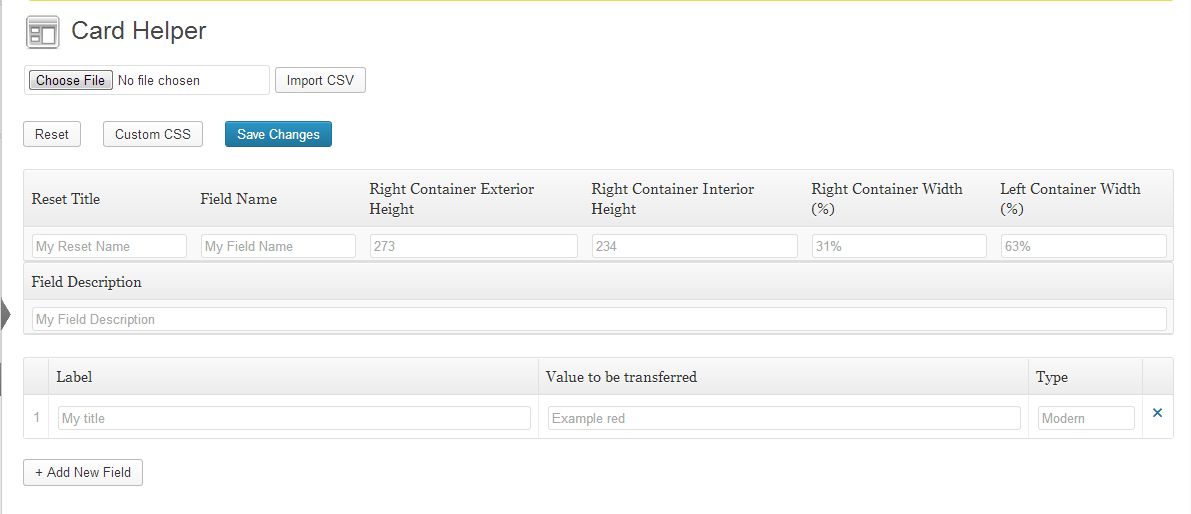 Card Helper
Choose File No file chosen Import CSV
Reset Custom CSS Save Changes
Reset Title Field Name Right Container Exterior Height Right Container Interior Height Right Container Width (%) Left Container Width (%)
My Reset Name My Field Name 273 234 31% 63%
Field Description
My Field Description
Label Value to be transferred Type
1 My title Example red Modern ×
+ Add New Field